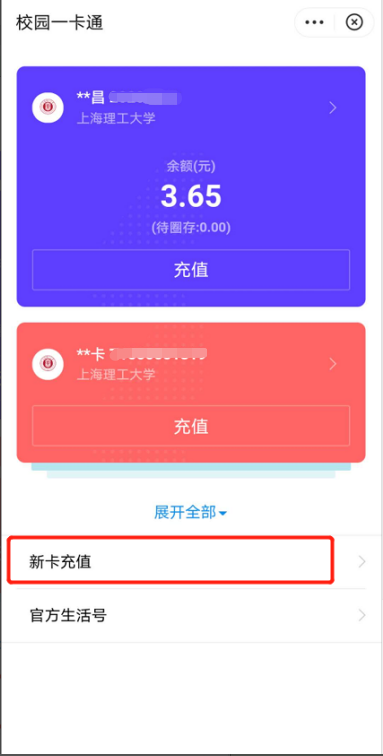 校园一卡通
**昌
上海理工大学
余额(元)
3.65
(待圈存:0.00)
充值
**卡
上海理工大学
充值
展开全部
新卡充值
官方生活号